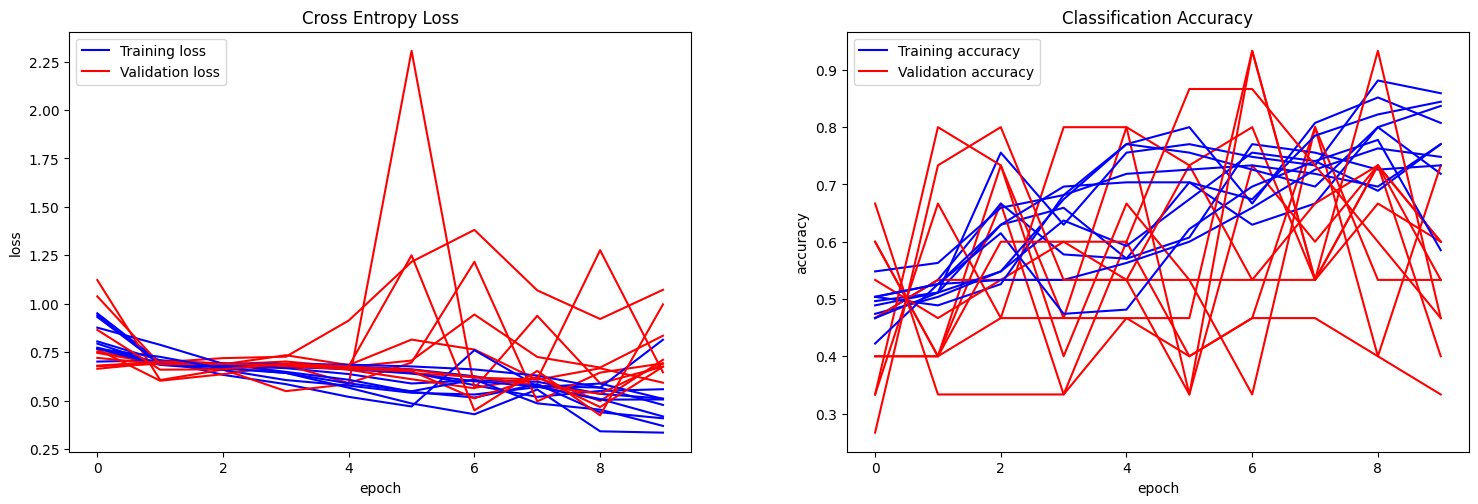 Cross Entropy Loss
Training loss
Validation loss
2.25
2.00
1.75
1.50
1.25
1.00
0.75
0.50
0.25
loss
0 2 4 6 8
epoch
Classification Accuracy
Training accuracy
Validation accuracy
0.9
0.8
0.7
0.6
0.5
0.4
0.3
accuracy
0 2 4 6 8
epoch